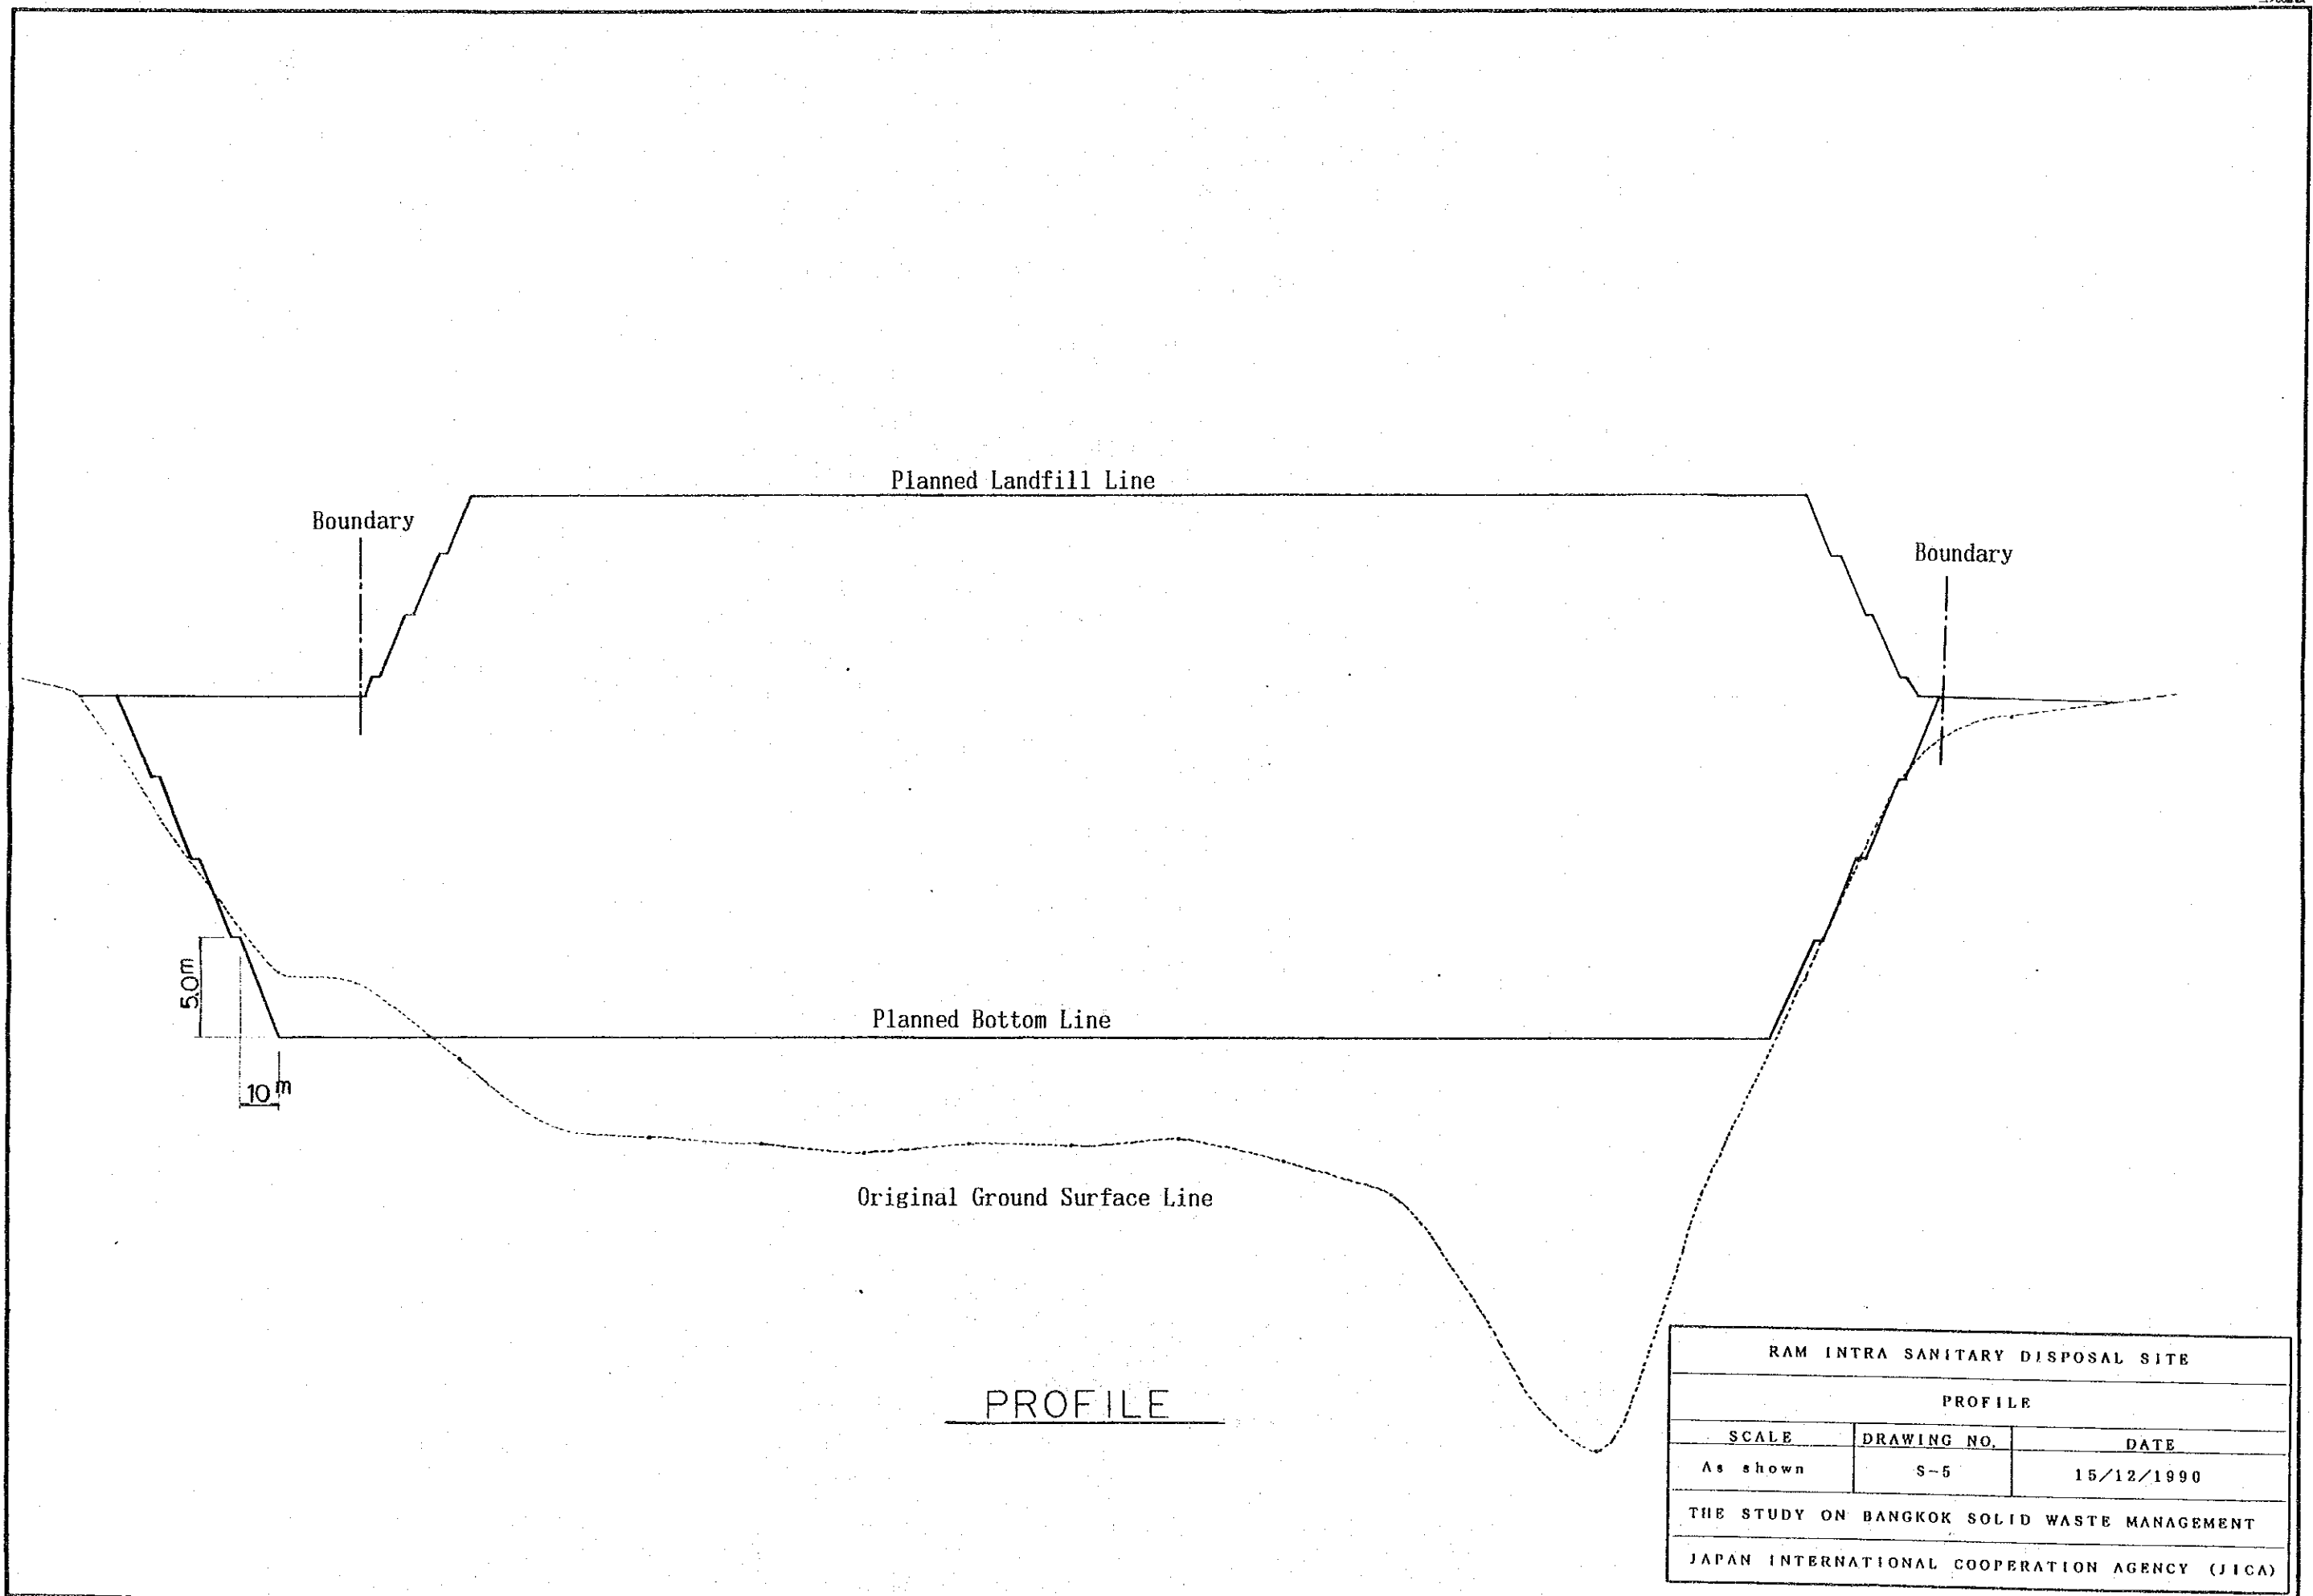 Planned Landfill Line
Boundary
Boundary
5.0m
Planned Bottom Line
10m
Original Ground Surface Line
PROFILE
RAM INTRA SANITARY DISPOSAL SITE
PROFILE
SCALE DRAWING NO. DATE
As shown S-5 15/12/1990
THE STUDY ON BANGKOK SOLID WASTE MANAGEMENT
JAPAN INTERNATIONAL COOPERATION AGENCY (JICA)